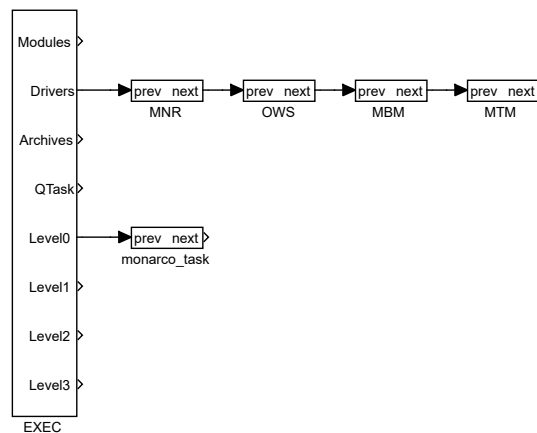 Modules
Drivers
prev next
prev next
prev next
prev next
MNR
OWS
MBM
MTM
Archives
QTask
Level0
prev next
monarco_task
Level1
Level2
Level3
EXEC